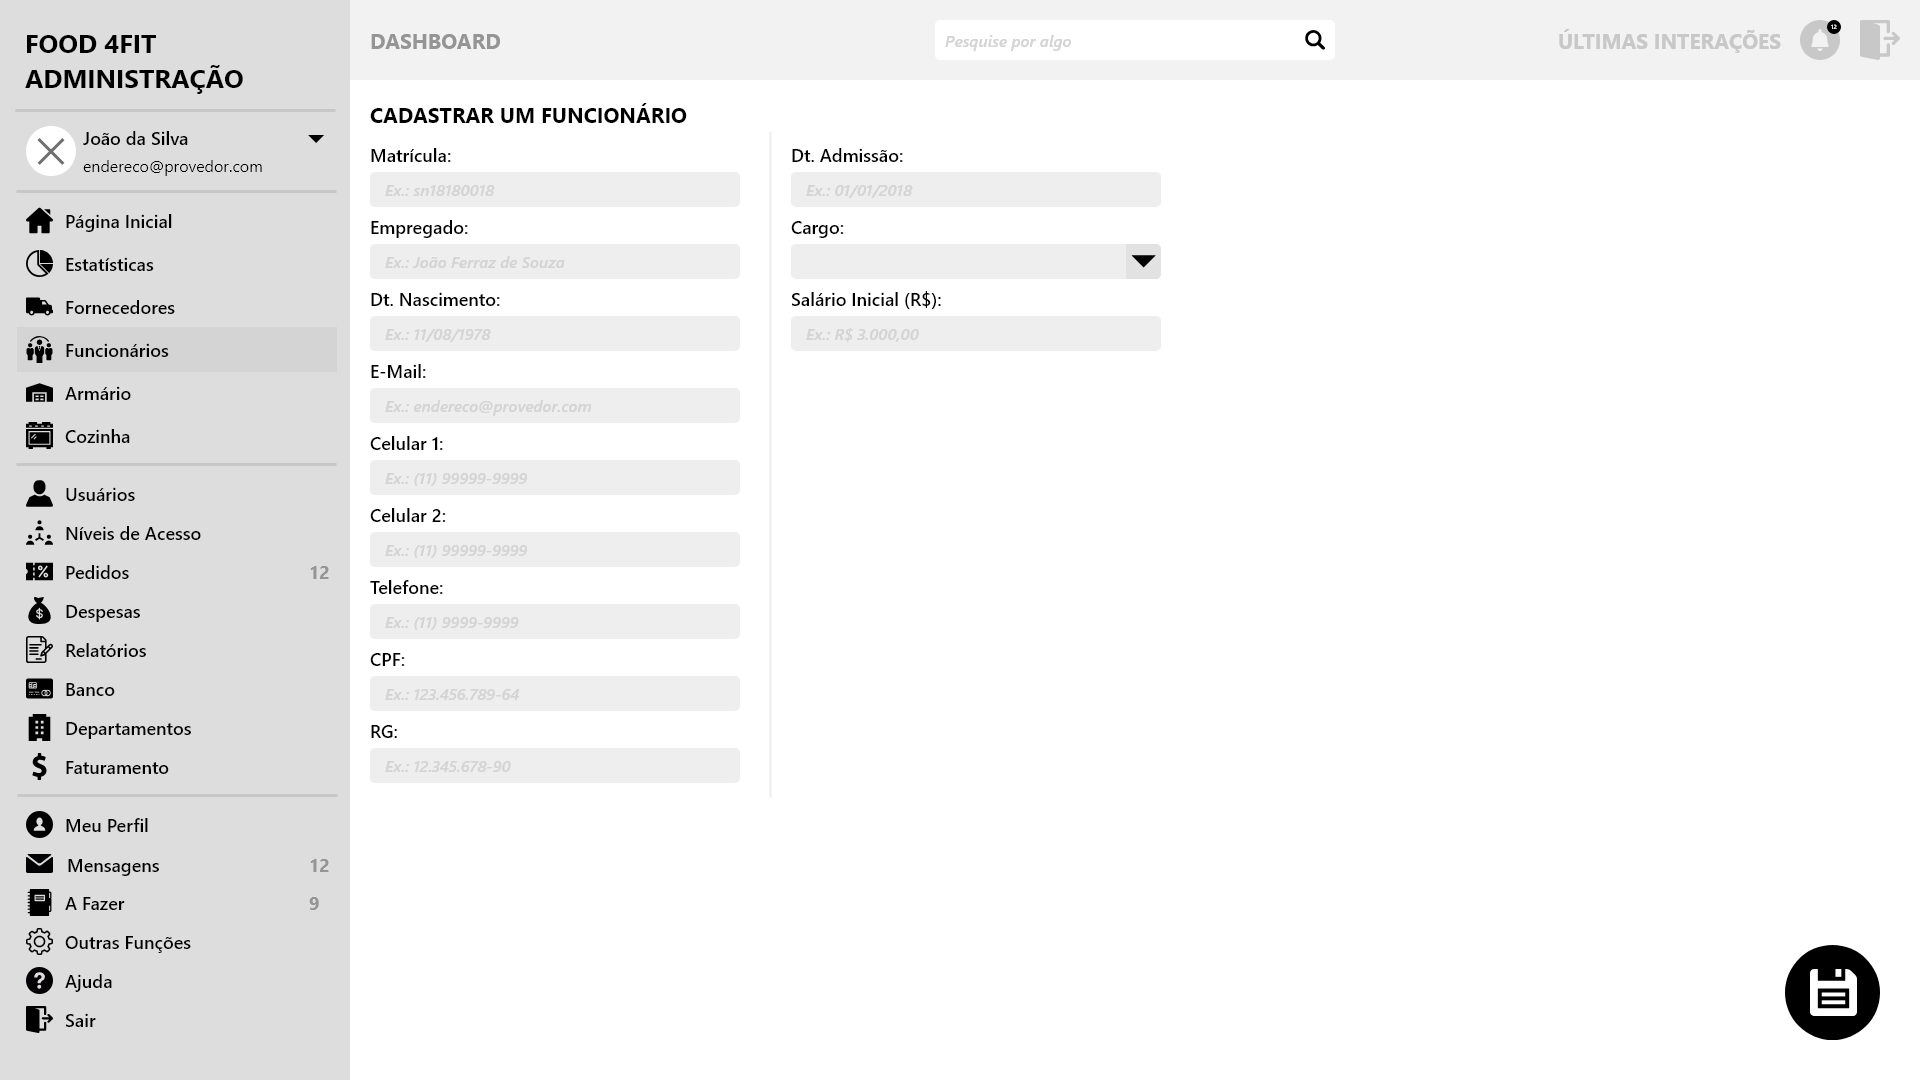 FOOD 4FIT
ADMINISTRAÇÃO
João da Silva
endereco@provedor.com
Página Inicial
Estatísticas
Fornecedores
Funcionários
Armário
Cozinha
Usuários
Níveis de Acesso
Pedidos 12
Despesas
Relatórios
Banco
Departamentos
Faturamento
Meu Perfil
Mensagens 12
A Fazer 9
Outras Funções
Ajuda
Sair
DASHBOARD
Pesquise por algo
ÚLTIMAS INTERAÇÕES
12
CADASTRAR UM FUNCIONÁRIO
Matrícula:
Ex.: sn18180018
Empregado:
Ex.: João Ferraz de Souza
Dt. Nascimento:
Ex.: 11/08/1978
E-Mail:
Ex.: endereco@provedor.com
Celular 1:
Ex.: (11) 99999-9999
Celular 2:
Ex.: (11) 99999-9999
Telefone:
Ex.: (11) 9999-9999
CPF:
Ex.: 123.456.789-64
RG:
Ex.: 12.345.678-90
Dt. Admissão:
Ex.: 01/01/2018
Cargo:
Salário Inicial (R$):
Ex.: R$ 3.000,00